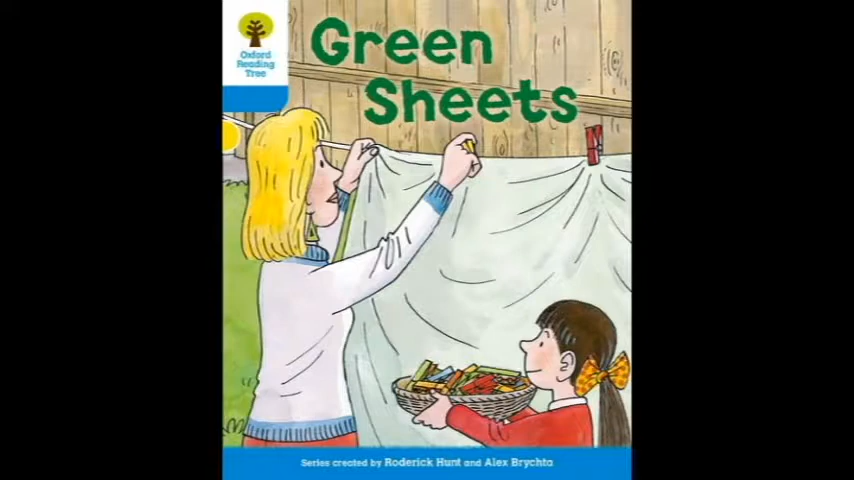 Oxford
Reading
Tree
Green
Sheets
Series created by Roderick Hunt and Alex Brychta